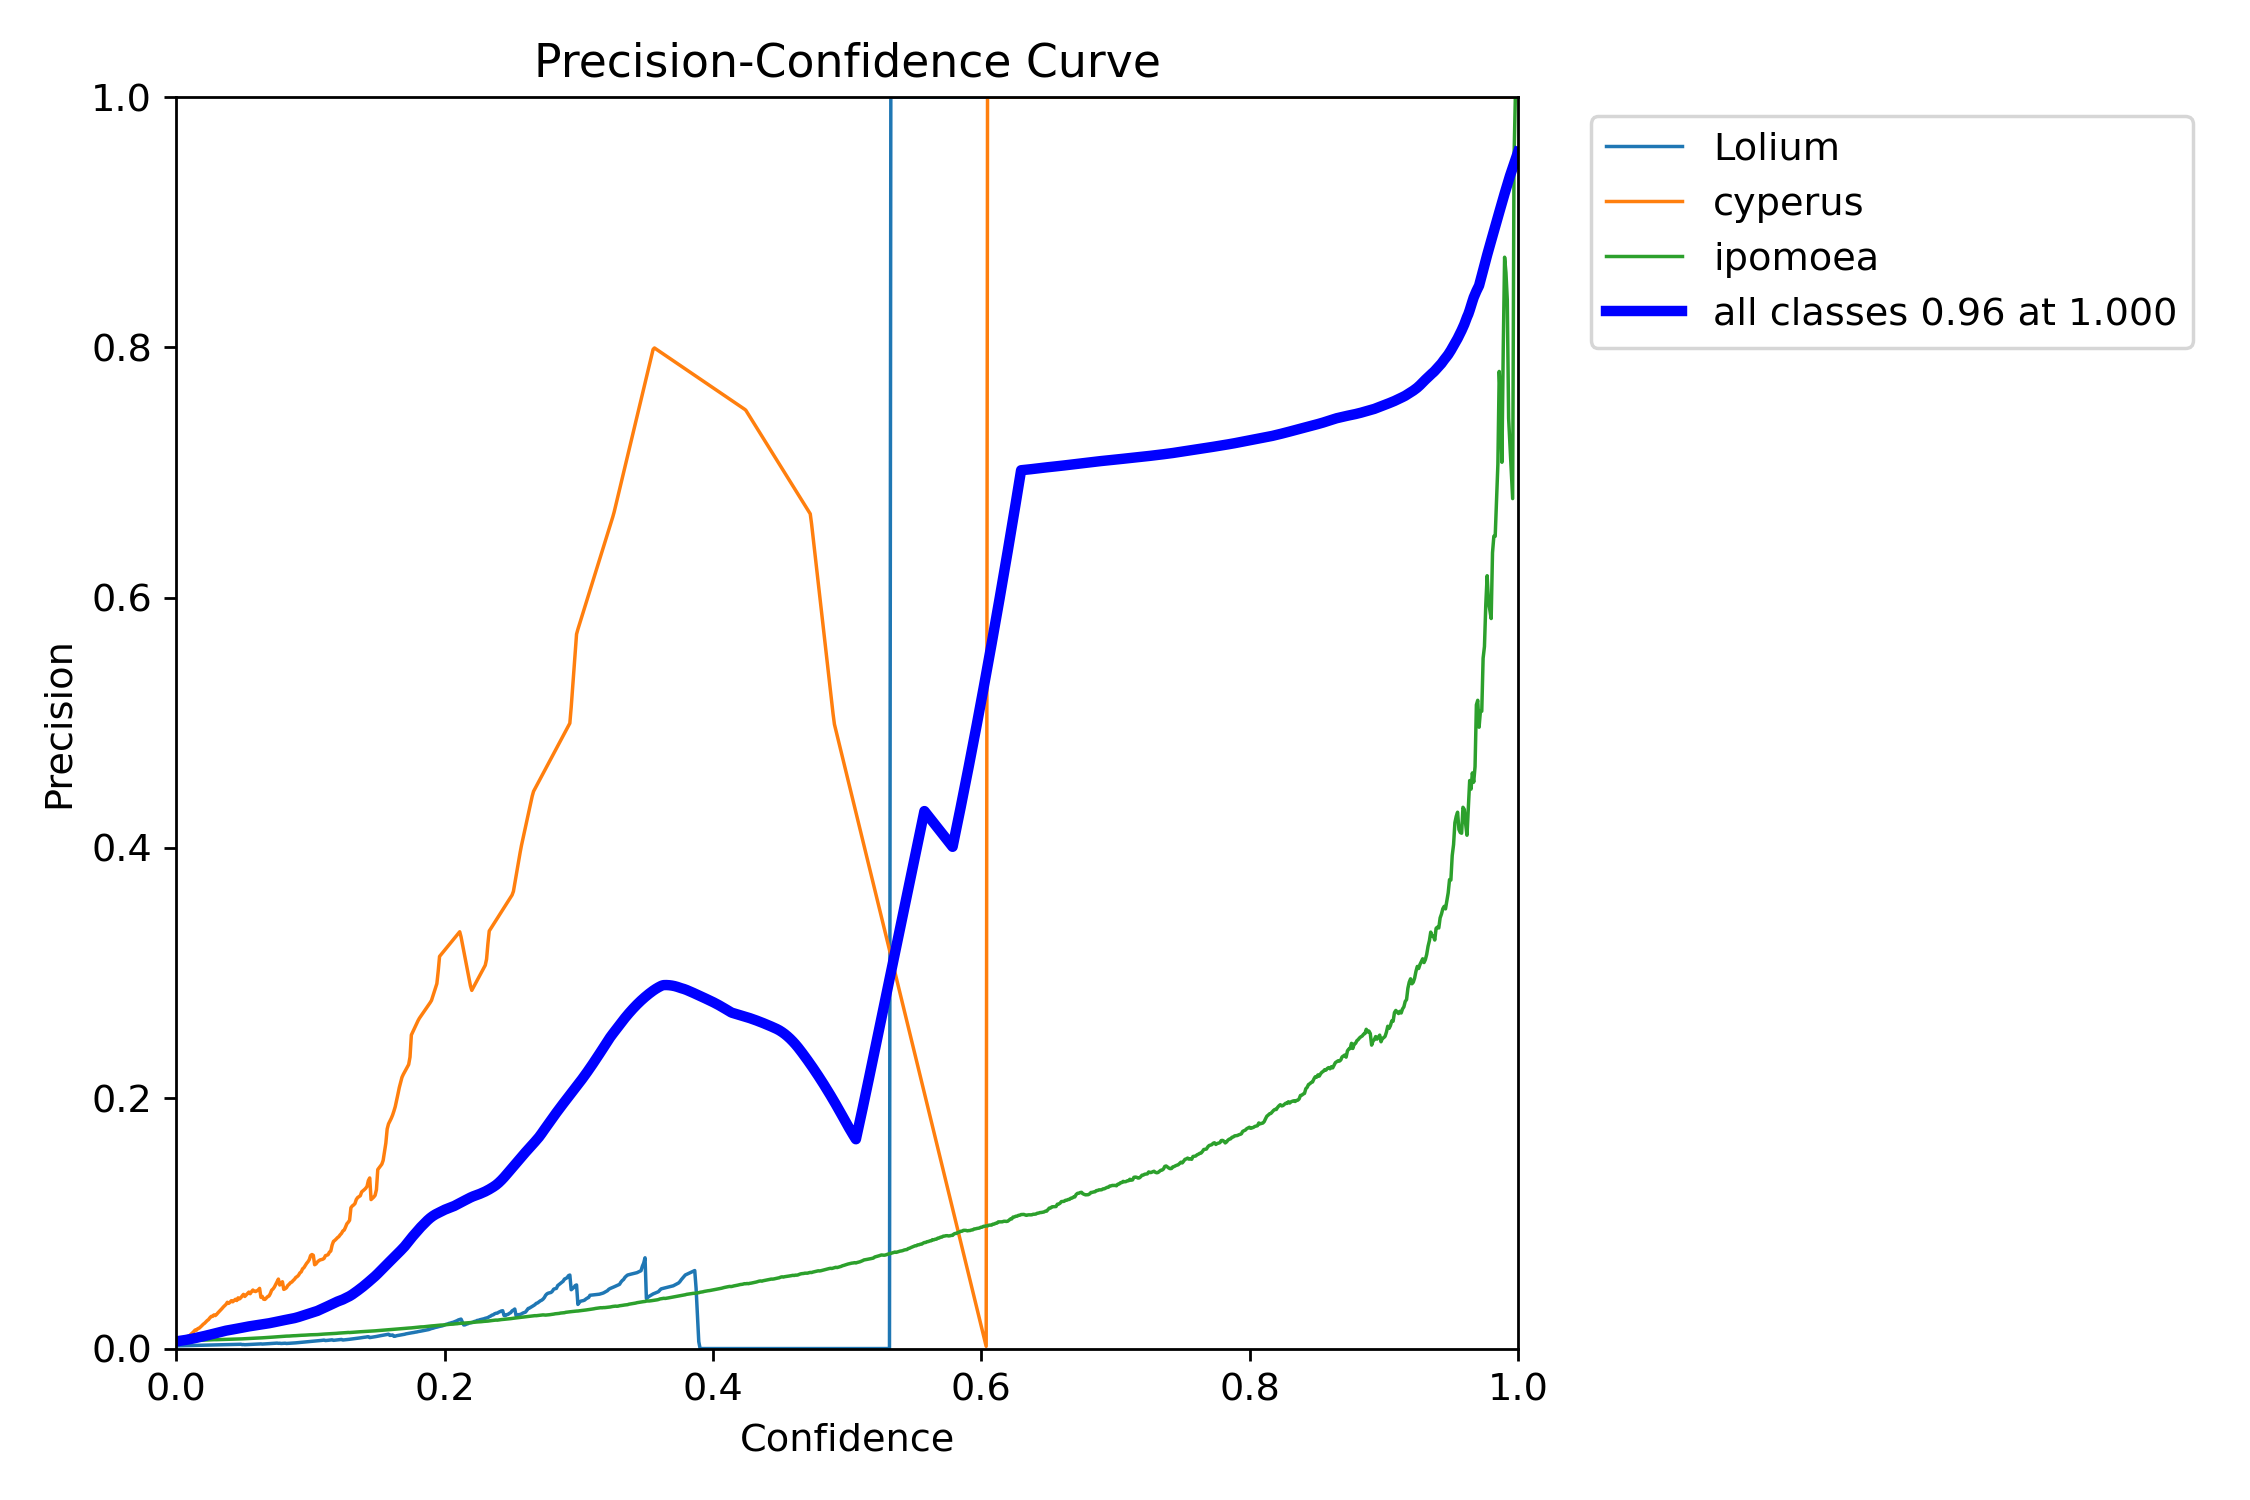 Precision-Confidence Curve
1.0
0.8
0.6
0.4
0.2
0.0
Precision
0.0 0.2 0.4 0.6 0.8 1.0
Confidence
Lolium
cyperus
ipomoea
all classes 0.96 at 1.000